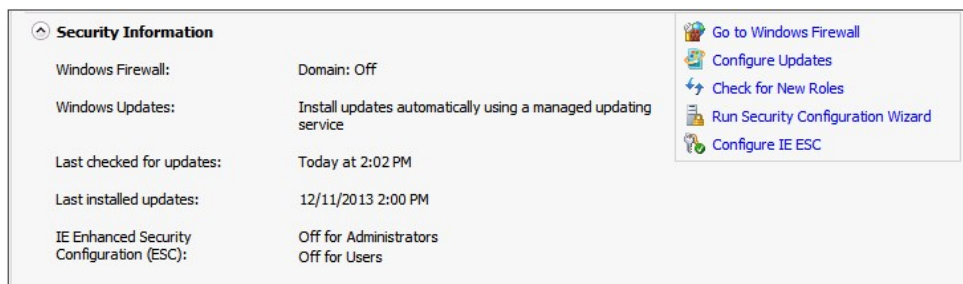 Security Information
Windows Firewall: Domain: Off
Windows Updates: Install updates automatically using a managed updating
service
Last checked for updates: Today at 2:02 PM
Last installed updates: 12/11/2013 2:00 PM
IE Enhanced Security Off for Administrators
Configuration (ESC): Off for Users
Go to Windows Firewall
Configure Updates
Check for New Roles
Run Security Configuration Wizard
Configure IE ESC